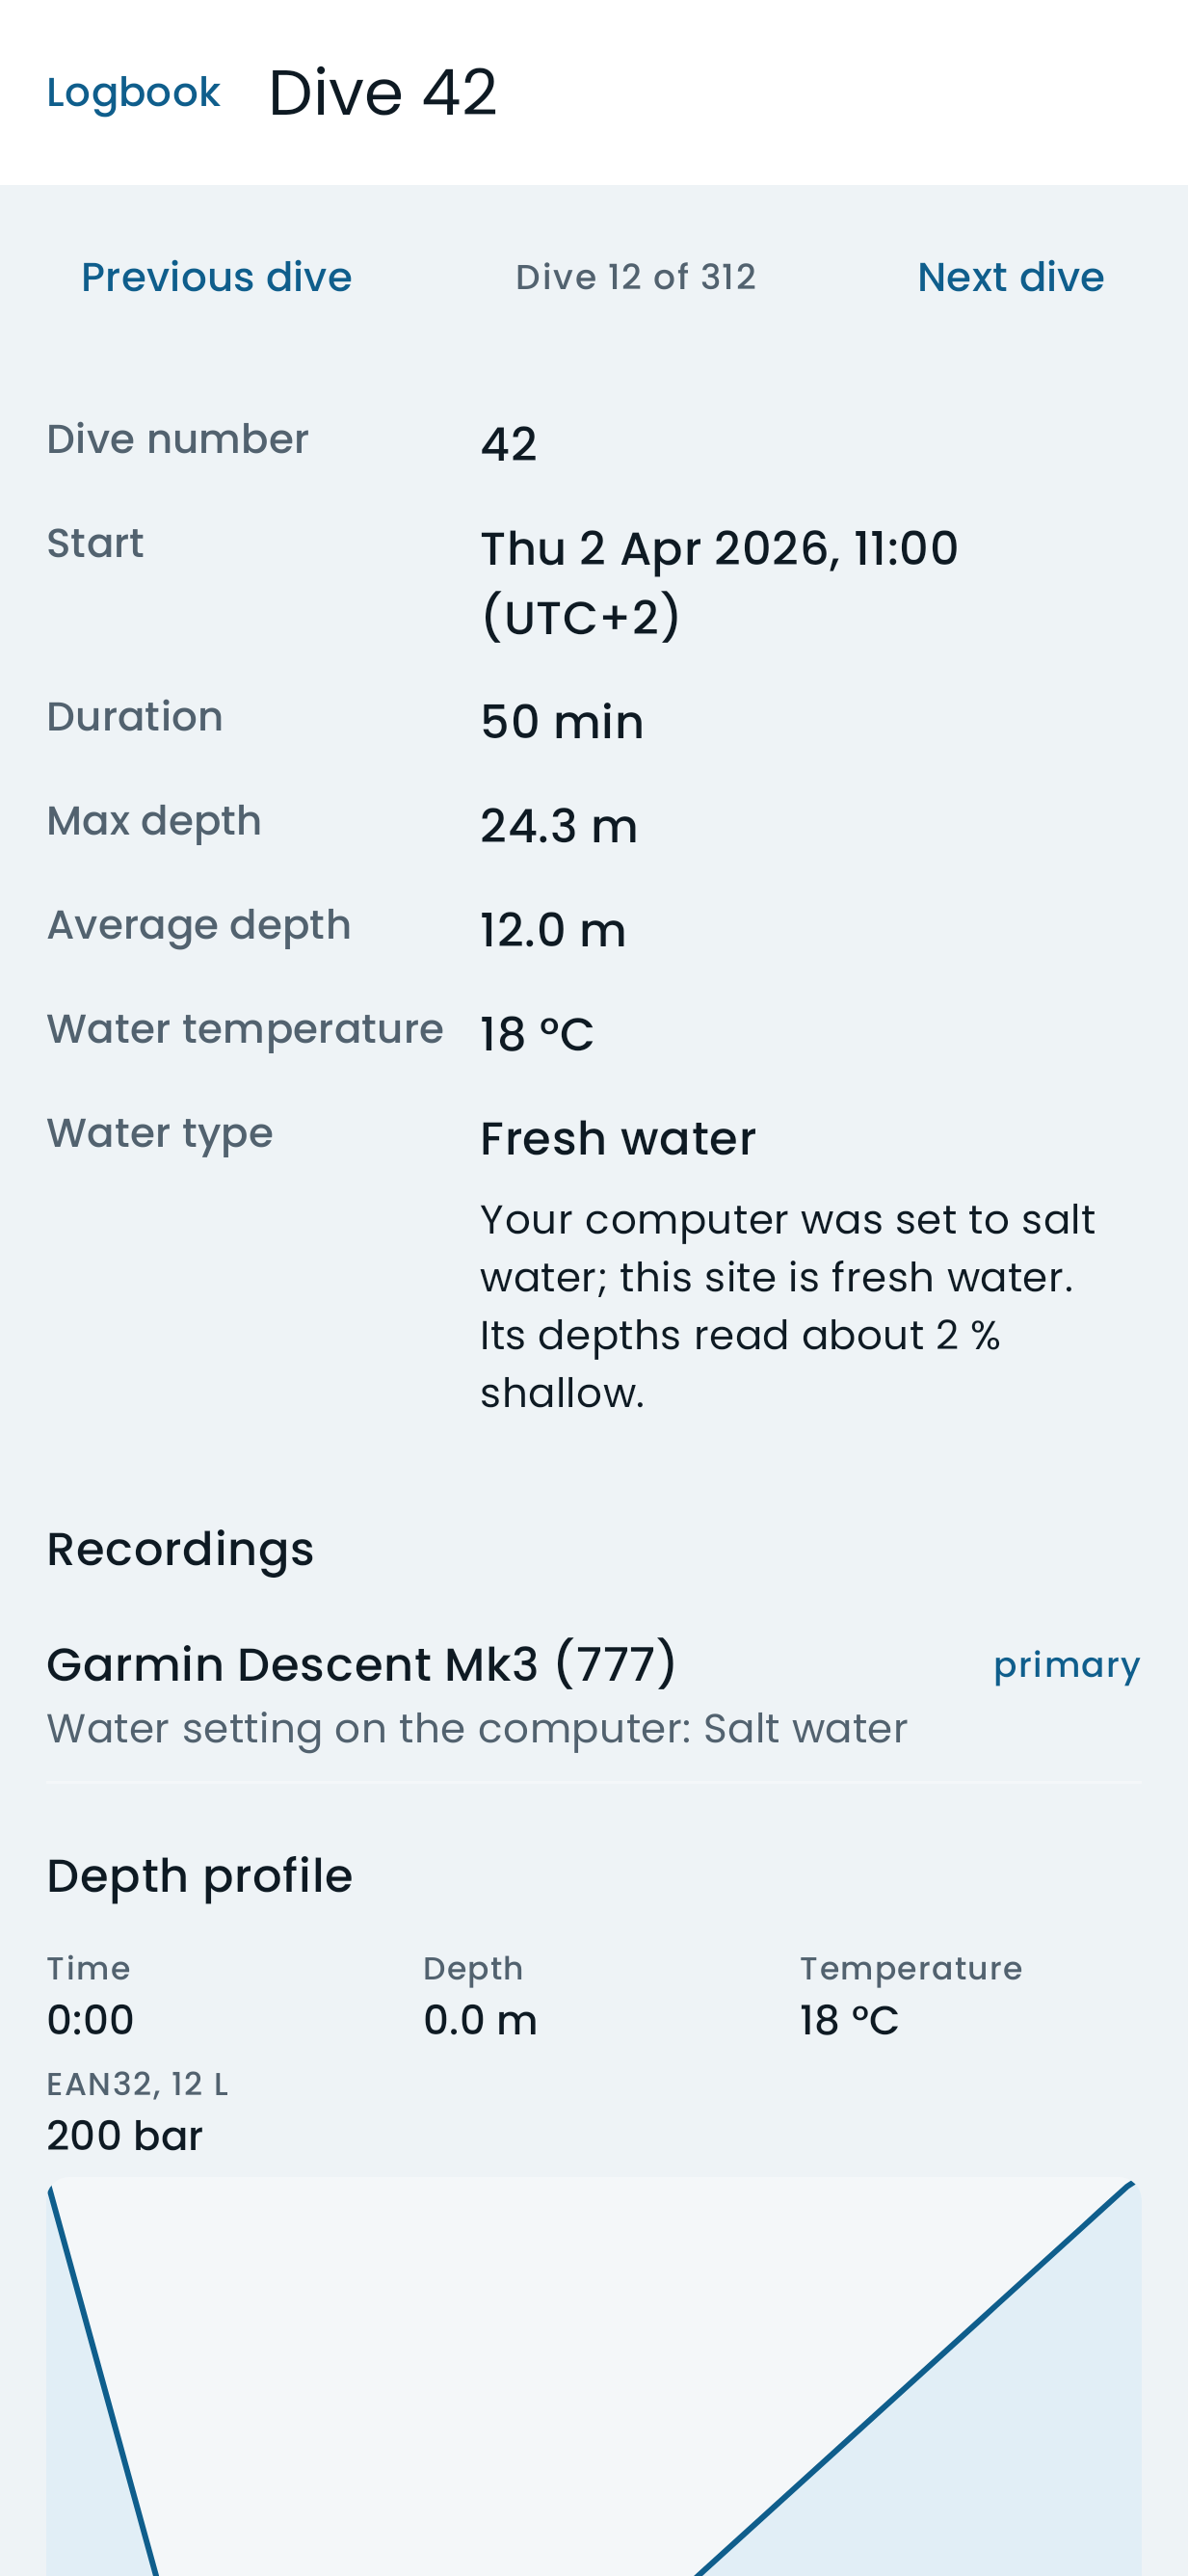 Logbook Dive 42
Previous dive Dive 12 of 312 Next dive
Dive number 42
Start Thu 2 Apr 2026, 11:00
(UTC+2)
Duration 50 min
Max depth 24.3 m
Average depth 12.0 m
Water temperature 18 °C
Water type Fresh water
Your computer was set to salt
water; this site is fresh water.
Its depths read about 2 %
shallow.
Recordings
Garmin Descent Mk3 (777) primary
Water setting on the computer: Salt water
Depth profile
Time Depth Temperature
0:00 0.0 m 18 °C
EAN32, 12 L
200 bar